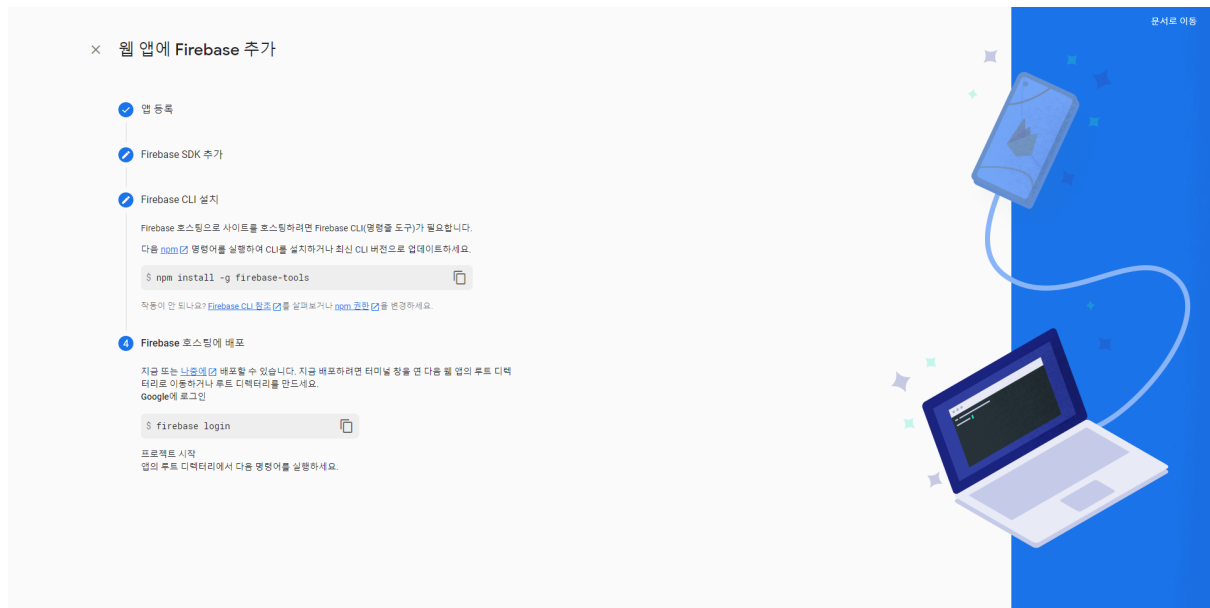 문서로 이동
웹 앱에 Firebase 추가
앱 등록
Firebase SDK 추가
Firebase CLI 설치
Firebase 호스팅으로 사이트를 호스팅하려면 Firebase CLI(명령줄 도구)가 필요합니다.
다음 npm 명령어를 실행하여 CLI를 설치하거나 최신 CLI 버전으로 업데이트하세요.
$ npm install -g firebase-tools
작동이 안 되나요? Firebase CLI 참조를 살펴보거나 npm 권한을 변경하세요.
4 Firebase 호스팅에 배포
지금 또는 나중에 배포할 수 있습니다. 지금 배포하려면 터미널 창을 연 다음 웹 앱의 루트 디렉
터리로 이동하거나 루트 디렉터리를 만드세요.
Google에 로그인
$ firebase login
프로젝트 시작
앱의 루트 디렉터리에서 다음 명령어를 실행하세요.